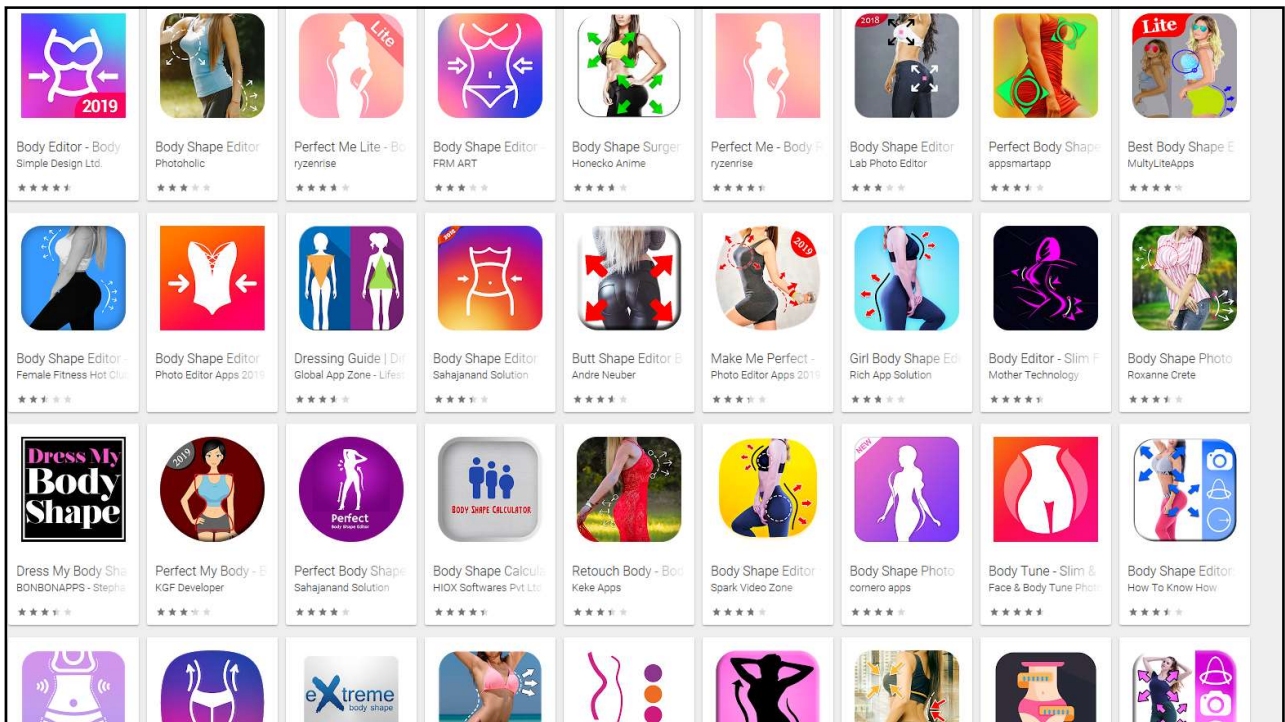 2019
Lite
2018
Lite
Body Editor - Body
Simple Design Ltd.
Body Shape Editor
Photoholic
Perfect Me Lite - Bo
ryzenrise
Body Shape Editor -
FRM ART
Body Shape Surger
Honecko Anime
Perfect Me - Body R
ryzenrise
Body Shape Editor
Lab Photo Editor
Perfect Body Shape
appsmartapp
Best Body Shape E
MultyLiteApps
2019
Body Shape Editor -
Female Fitness Hot Club
Body Shape Editor
Photo Editor Apps 2019
Dressing Guide | Dif
Global App Zone - Lifest
Body Shape Editor
Sahajanand Solution
Butt Shape Editor B
Andre Neuber
Make Me Perfect -
Photo Editor Apps 2019
Girl Body Shape Edi
Rich App Solution
Body Editor - Slim F
Mother Technology
Body Shape Photo
Roxanne Crete
Dress My
Body
Shape
2019
Perfect
Body Shape Editor
BODY SHAPE CALCULATOR
NEW
Dress My Body Sha
BONBONAPPS - Stepha
Perfect My Body - B
KGF Developer
Perfect Body Shape
Sahajanand Solution
Body Shape Calcula
HIOX Softwares Pvt Ltd
Retouch Body - Bod
Keke Apps
Body Shape Editor
Spark Video Zone
Body Shape Photo
cornero apps
Body Tune - Slim &
Face & Body Tune Photo
Body Shape Editor
How To Know How
eXtreme
body shape